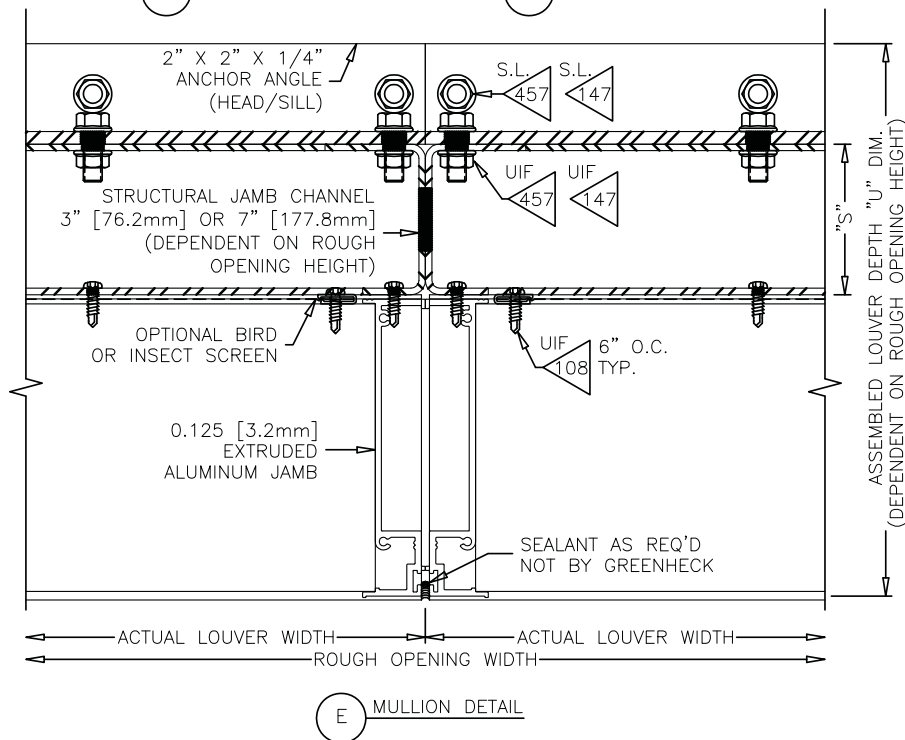 2" X 2" X 1/4"
ANCHOR ANGLE
(HEAD/SILL)
S.L.
457
S.L.
147
STRUCTURAL JAMB CHANNEL
3" [76.2mm] OR 7" [177.8mm]
(DEPENDENT ON ROUGH
OPENING HEIGHT)
UIF
457
UIF
147
"S"
ASSEMBLED LOUVER DEPTH "U" DIM.
(DEPENDENT ON ROUGH OPENING HEIGHT)
OPTIONAL BIRD
OR INSECT SCREEN
UIF
108
6" O.C.
TYP.
0.125 [3.2mm]
EXTRUDED
ALUMINUM JAMB
SEALANT AS REQ'D
NOT BY GREENHECK
ACTUAL LOUVER WIDTH
ACTUAL LOUVER WIDTH
ROUGH OPENING WIDTH
E
MULLION DETAIL